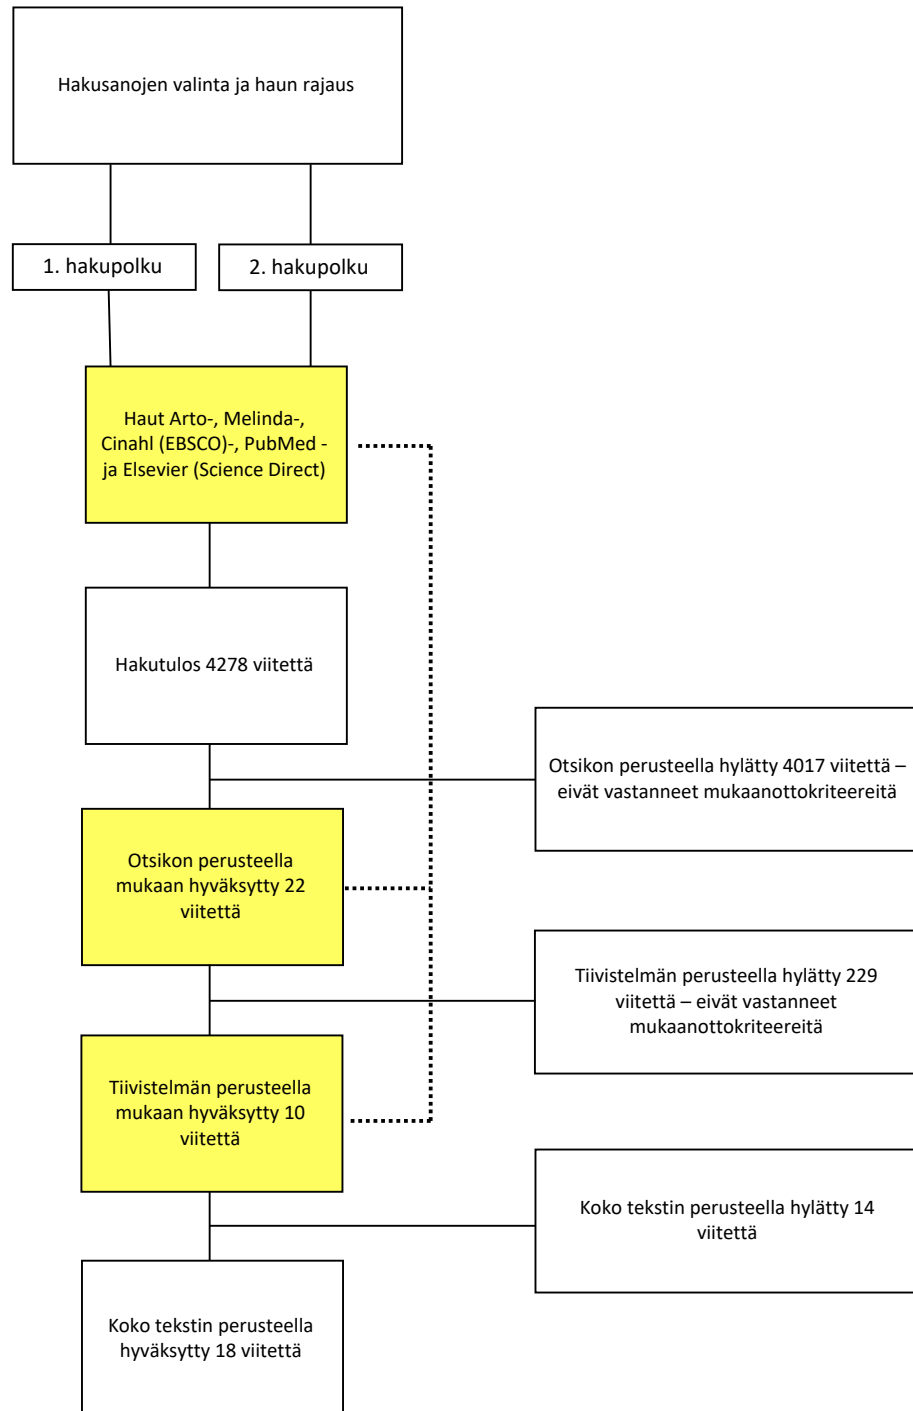 Hakusanojen valinta ja haun rajaus
1. hakupolku
2. hakupolku
Haut Arto-, Melinda-,
Cinahl (EBSCO)-, PubMed -
ja Elsevier (Science Direct)
Hakutulos 4278 viitettä
Otsikon perusteella hylätty 4017 viitettä –
eivät vastanneet mukaanottokriteereitä
Otsikon perusteella
mukaan hyväksytty 22
viitettä
Tiivistelmän perusteella hylätty 229
viitettä – eivät vastanneet
mukaanottokriteereitä
Tiivistelmän perusteella
mukaan hyväksytty 10
viitettä
Koko tekstin perusteella hylätty 14
viitettä
Koko tekstin perusteella
hyväksytty 18 viitettä